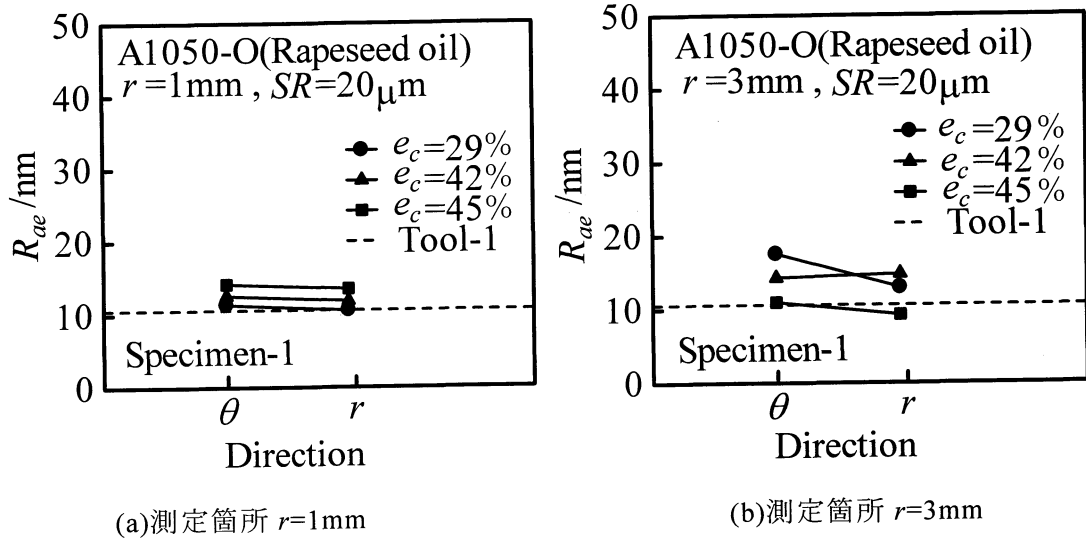 50
40
30
20
10
0
R_ae /nm
A1050-O(Rapeseed oil)
r=1mm , SR=20μm
e_c=29%
e_c=42%
e_c=45%
Tool-1
Specimen-1
θ r
Direction
(a)測定箇所 r=1mm
50
40
30
20
10
0
R_ae /nm
A1050-O(Rapeseed oil)
r=3mm , SR=20μm
e_c=29%
e_c=42%
e_c=45%
Tool-1
Specimen-1
θ r
Direction
(b)測定箇所 r=3mm